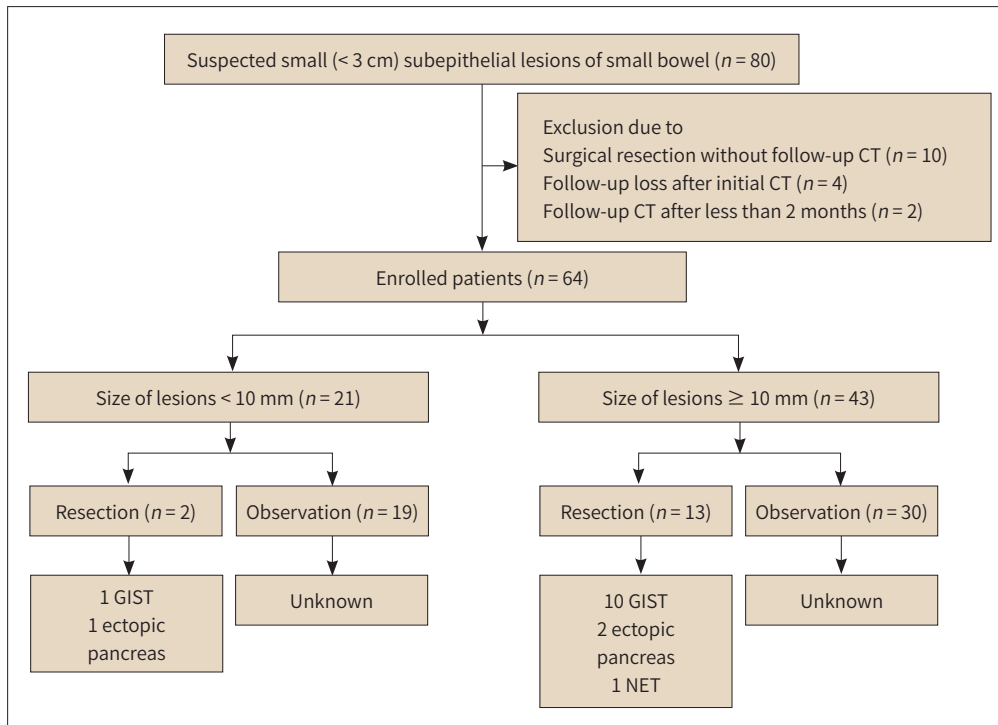 Suspected small (< 3 cm) subepithelial lesions of small bowel (n = 80)
Exclusion due to
Surgical resection without follow-up CT (n = 10)
Follow-up loss after initial CT (n = 4)
Follow-up CT after less than 2 months (n = 2)
Enrolled patients (n = 64)
Size of lesions < 10 mm (n = 21)
Size of lesions ≥ 10 mm (n = 43)
Resection (n = 2)
Observation (n = 19)
Resection (n = 13)
Observation (n = 30)
1 GIST
1 ectopic
pancreas
Unknown
10 GIST
2 ectopic
pancreas
1 NET
Unknown